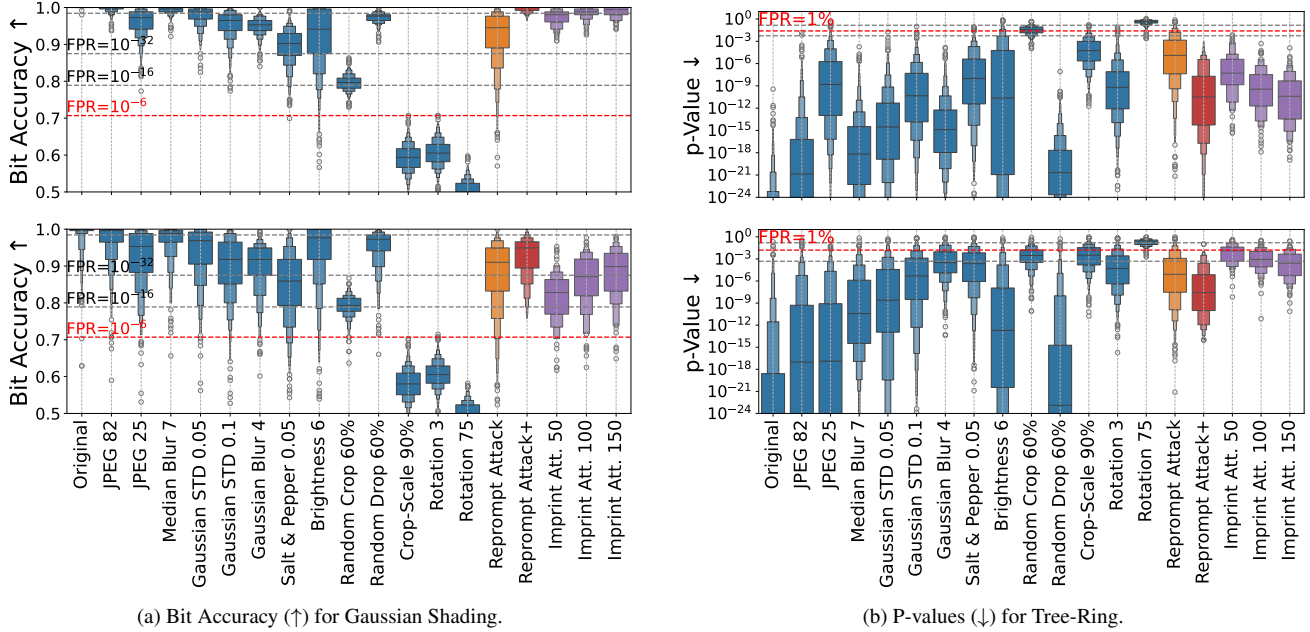 Bit Accuracy ↑
1.0
0.9
0.8
0.7
0.6
0.5
FPR=10⁻³²
FPR=10⁻¹⁶
FPR=10⁻⁶
p-Value ↓
10⁰
10⁻³
10⁻⁶
10⁻⁹
10⁻¹²
10⁻¹⁵
10⁻¹⁸
10⁻²¹
10⁻²⁴
FPR=1%
Bit Accuracy ↑
1.0
0.9
0.8
0.7
0.6
0.5
FPR=10⁻³²
FPR=10⁻¹⁶
FPR=10⁻⁶
Original
JPEG 82
JPEG 25
Median Blur 7
Gaussian STD 0.05
Gaussian STD 0.1
Gaussian Blur 4
Salt & Pepper 0.05
Brightness 6
Random Crop 60%
Random Drop 60%
Crop-Scale 90%
Rotation 3
Rotation 75
Reprompt Attack
Reprompt Attack+
Imprint Att. 50
Imprint Att. 100
Imprint Att. 150
p-Value ↓
10⁰
10⁻³
10⁻⁶
10⁻⁹
10⁻¹²
10⁻¹⁵
10⁻¹⁸
10⁻²¹
10⁻²⁴
FPR=1%
Original
JPEG 82
JPEG 25
Median Blur 7
Gaussian STD 0.05
Gaussian STD 0.1
Gaussian Blur 4
Salt & Pepper 0.05
Brightness 6
Random Crop 60%
Random Drop 60%
Crop-Scale 90%
Rotation 3
Rotation 75
Reprompt Attack
Reprompt Attack+
Imprint Att. 50
Imprint Att. 100
Imprint Att. 150
(a) Bit Accuracy (↑) for Gaussian Shading.
(b) P-values (↓) for Tree-Ring.